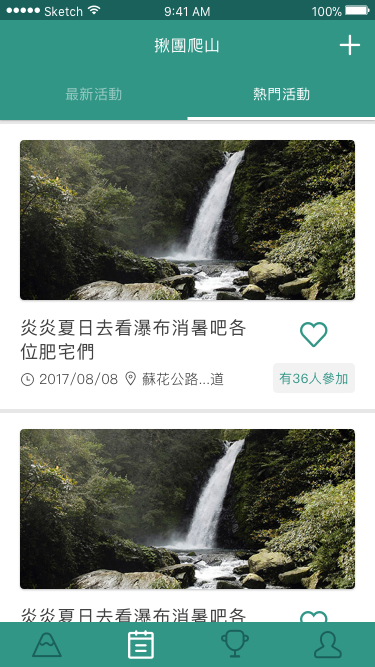 Sketch
9:41 AM
100%
揪團爬山
最新活動
熱門活動
炎炎夏日去看瀑布消暑吧各
位肥宅們
2017/08/08 蘇花公路...道
有36人參加
炎炎夏日去看瀑布消暑吧各